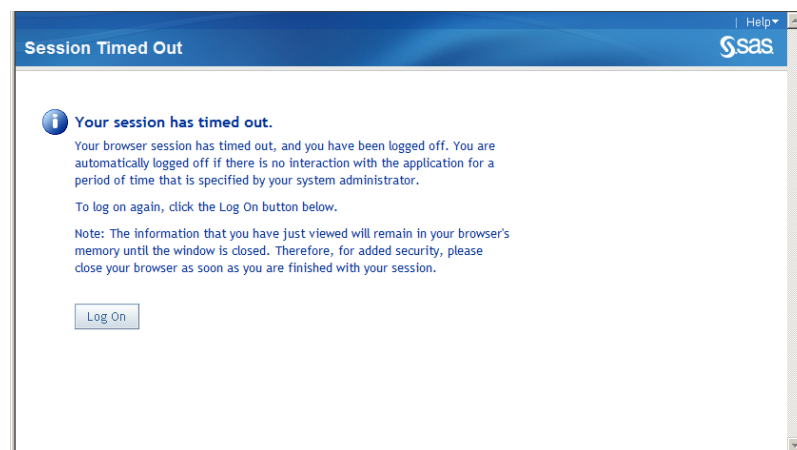 | Help
Session Timed Out
sas
Your session has timed out.
Your browser session has timed out, and you have been logged off. You are
automatically logged off if there is no interaction with the application for a
period of time that is specified by your system administrator.
To log on again, click the Log On button below.
Note: The information that you have just viewed will remain in your browser's
memory until the window is closed. Therefore, for added security, please
close your browser as soon as you are finished with your session.
Log On